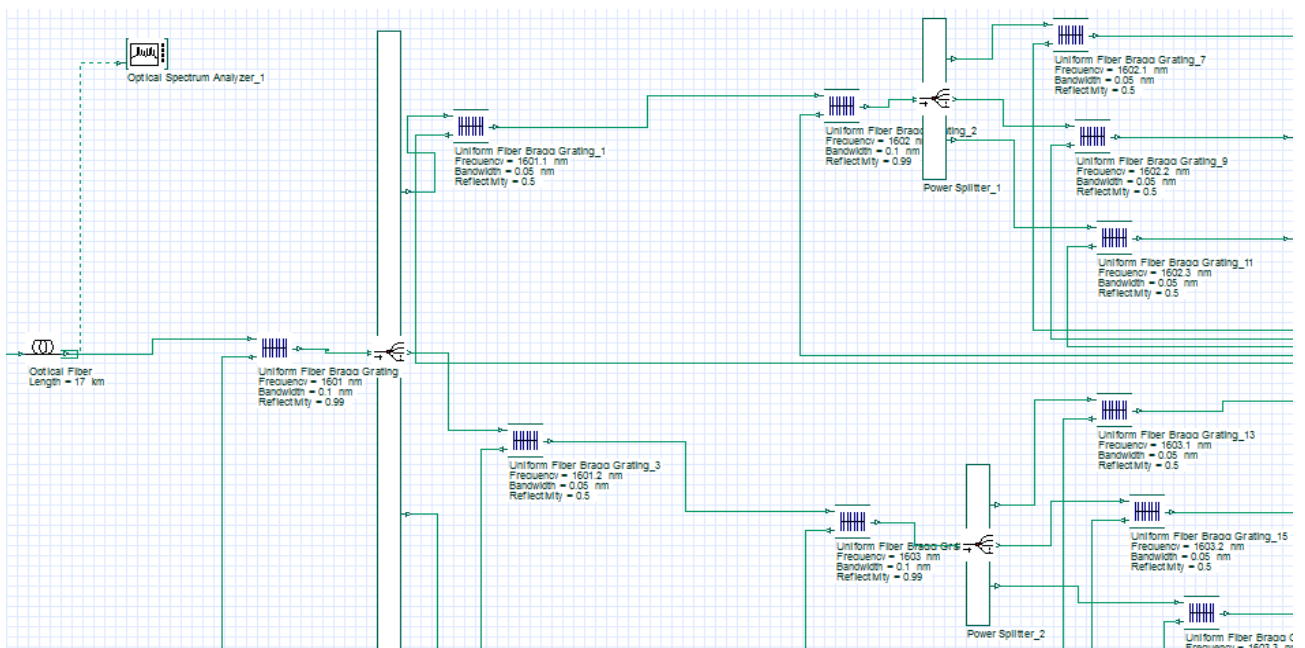 Optical Spectrum Analyzer_1
Uniform Fiber Bragg Grating_7
Frequency = 1602.1 nm
Bandwidth = 0.05 nm
Reflectivity = 0.5
Uniform Fiber Bragg Grating_1
Frequency = 1601.1 nm
Bandwidth = 0.05 nm
Reflectivity = 0.5
Uniform Fiber Bragg
ting_2
Frequency = 1602 n
Bandwidth = 0.1 nm
Reflectivity = 0.99
Power Splitter_1
Uniform Fiber Bragg Grating_9
Frequency = 1602.2 nm
Bandwidth = 0.05 nm
Reflectivity = 0.5
Uniform Fiber Bragg Grating_11
Frequency = 1602.3 nm
Bandwidth = 0.05 nm
Reflectivity = 0.5
Optical Fiber
Length = 17 km
Uniform Fiber Bragg Grating
Frequency = 1601 nm
Bandwidth = 0.1 nm
Reflectivity = 0.99
Uniform Fiber Bragg Grating_3
Frequency = 1601.2 nm
Bandwidth = 0.05 nm
Reflectivity = 0.5
Uniform Fiber Bragg Grating_13
Frequency = 1603.1 nm
Bandwidth = 0.05 nm
Reflectivity = 0.5
Uniform Fiber Bragg
Frequency = 1603 nm
Bandwidth = 0.1 nm
Reflectivity = 0.99
Uniform Fiber Bragg Grating_15
Frequency = 1603.2 nm
Bandwidth = 0.05 nm
Reflectivity = 0.5
Power Splitter_2
Uniform Fiber Bragg